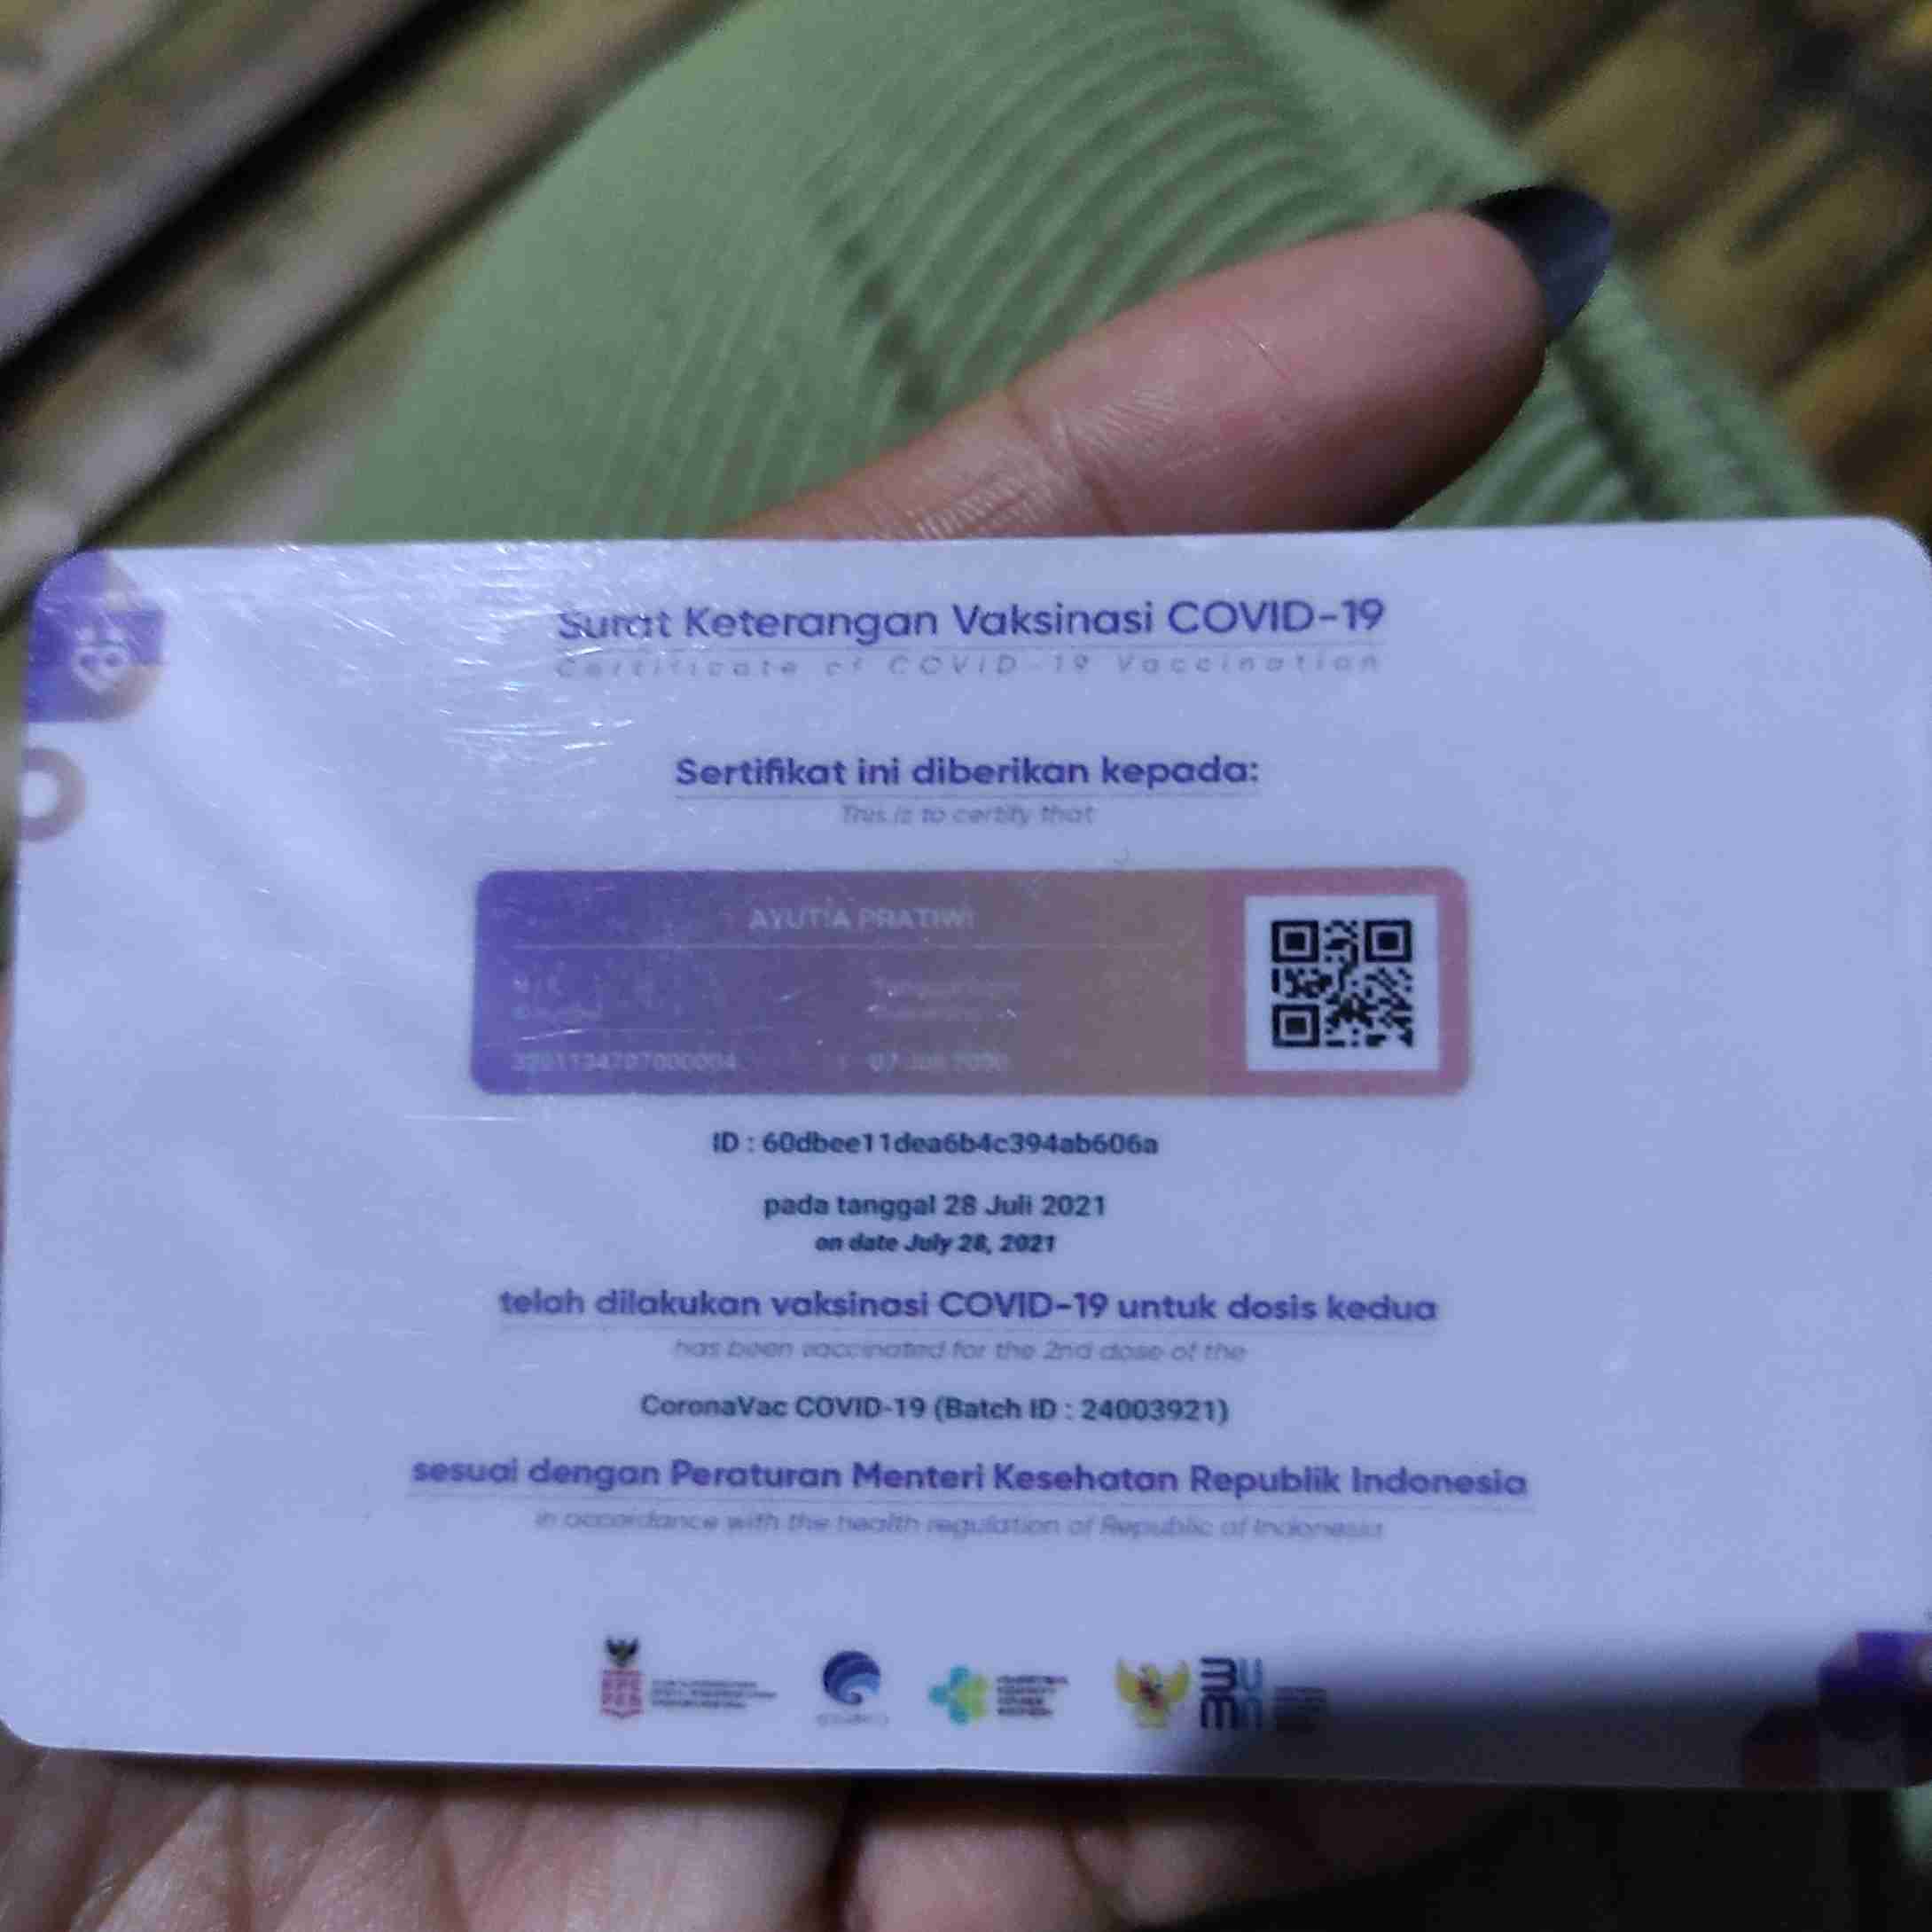 Surat Keterangan Vaksinasi COVID-19
Certificate of COVID-19 Vaccination
Sertifikat ini diberikan kepada:
This is to certify that
AYUTIA PRATIWI
ID : 60dbee11dea6b4c394ab606a
pada tanggal 28 Juli 2021
on date July 28, 2021
telah dilakukan vaksinasi COVID-19 untuk dosis kedua
has been vaccinated for the 2nd dose of the
CoronaVac COVID-19 (Batch ID : 24003921)
sesuai dengan Peraturan Menteri Kesehatan Republik Indonesia
in accordance with the health regulation of Republic of Indonesia